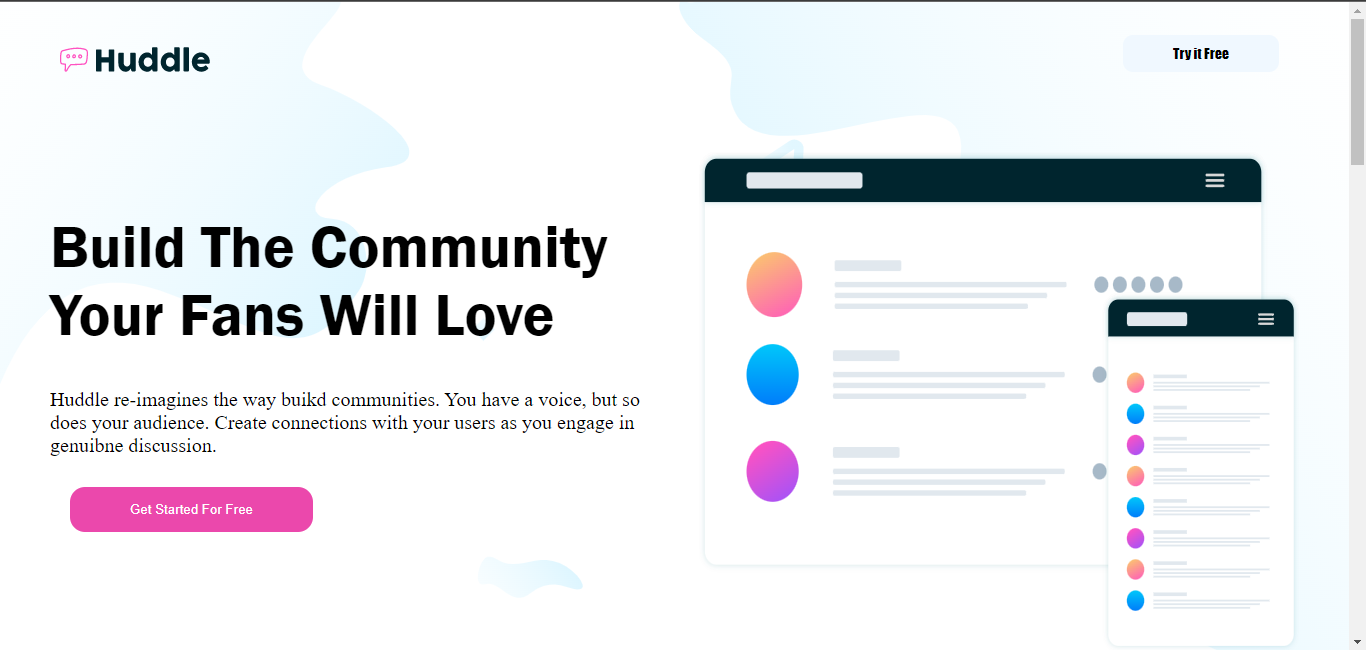 Huddle
Try it Free
Build The Community
Your Fans Will Love
Huddle re-imagines the way buikd communities. You have a voice, but so
does your audience. Create connections with your users as you engage in
genuibne discussion.
Get Started For Free